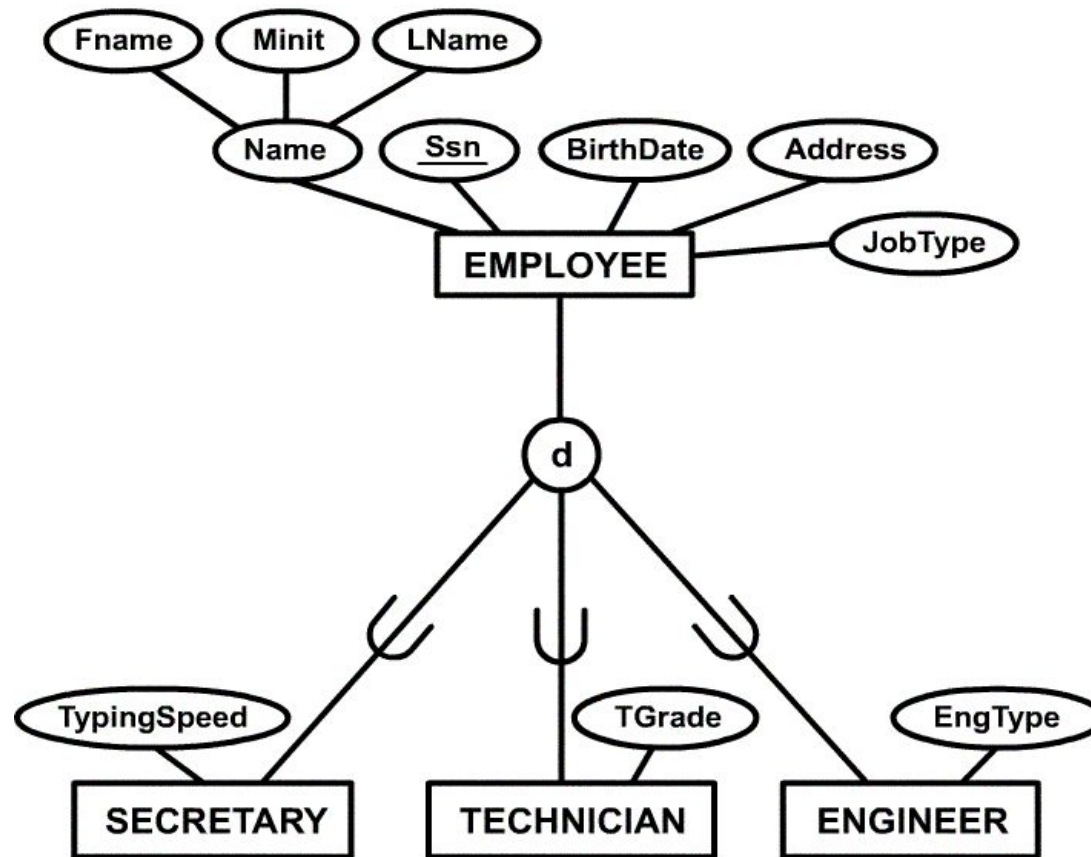 Fname Minit LName
Name Ssn BirthDate Address
JobType
EMPLOYEE
d
TypingSpeed TGrade EngType
SECRETARY TECHNICIAN ENGINEER